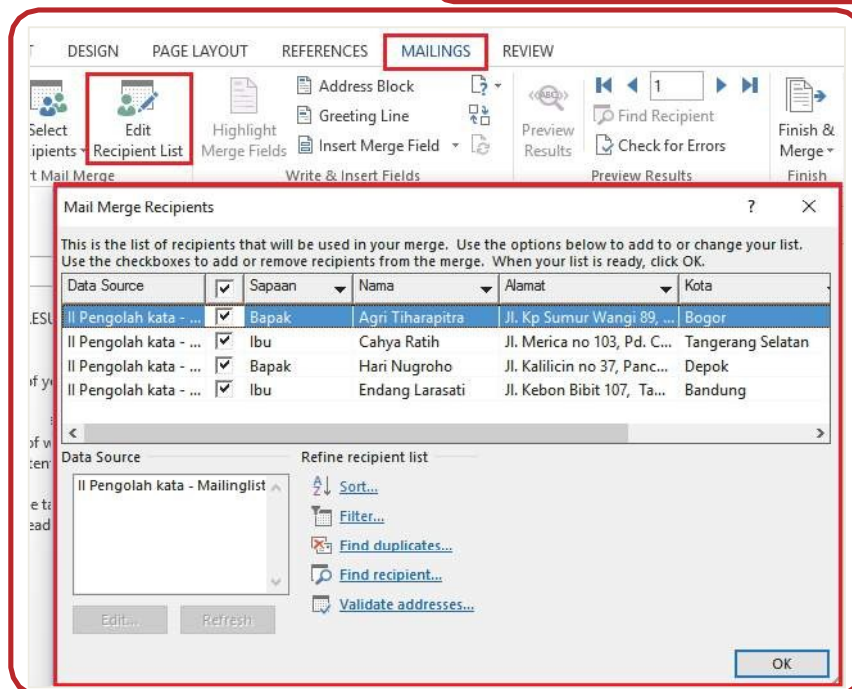 DESIGN PAGE LAYOUT REFERENCES MAILINGS REVIEW
Select Edit Recipient List
Highlight Merge Fields
Address Block
Greeting Line
Insert Merge Field
Preview Results
1
Find Recipient
Check for Errors
Finish & Merge
t Mail Merge Write & Insert Fields Preview Results Finish
Mail Merge Recipients ? ×
This is the list of recipients that will be used in your merge. Use the options below to add to or change your list.
Use the checkboxes to add or remove recipients from the merge. When your list is ready, click OK.
Data Source Sapaan Nama Alamat Kota
II Pengolah kata - ... Bapak Agri Tiharapitra Jl. Kp Sumur Wangi 89, ... Bogor
II Pengolah kata - ... Ibu Cahya Ratih Jl. Merica no 103, Pd. C... Tangerang Selatan
II Pengolah kata - ... Bapak Hari Nugroho Jl. Kalilicin no 37, Panc... Depok
II Pengolah kata - ... Ibu Endang Larasati Jl. Kebon Bibit 107, Ta... Bandung
Data Source Refine recipient list
II Pengolah kata - Mailinglist
Sort...
Filter...
Find duplicates...
Find recipient...
Validate addresses...
Edit... Refresh
OK